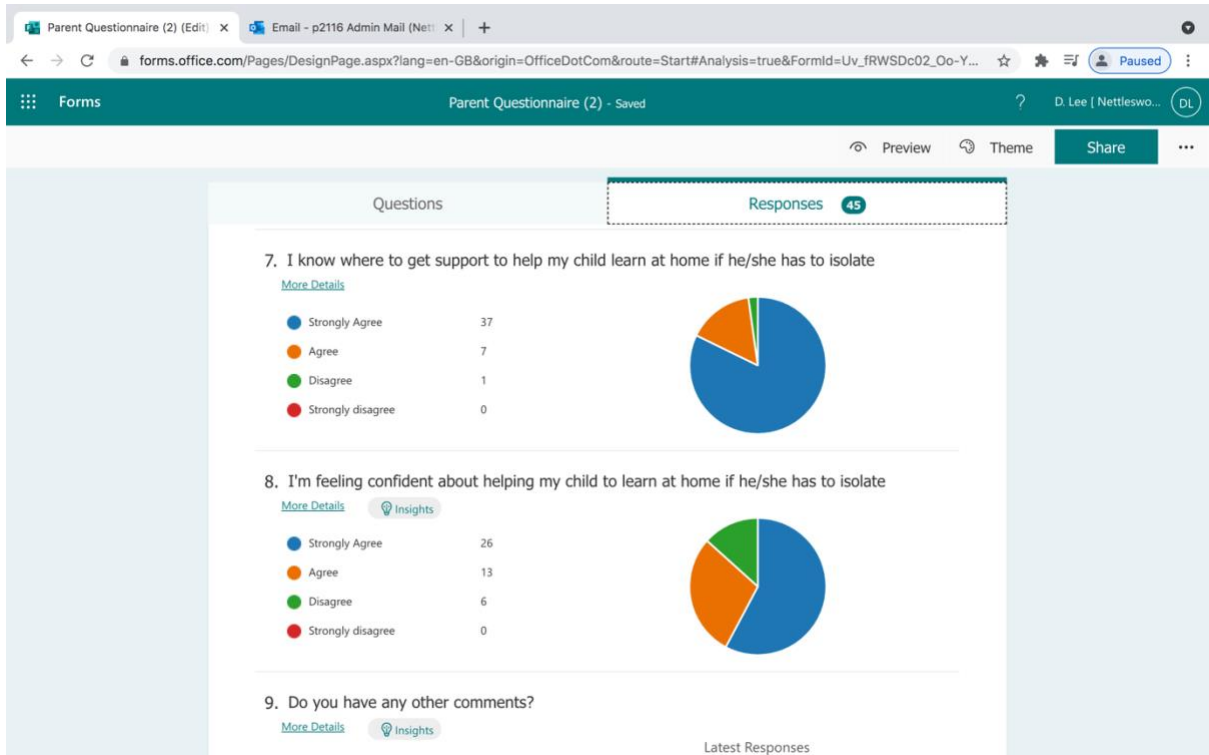 Parent Questionnaire (2) (Edit)
Email - p2116 Admin Mail (Nett
forms.office.com/Pages/DesignPage.aspx?lang=en-GB&origin=OfficeDotCom&route=Start#Analysis=true&FormId=Uv_fRWSDc02_Oo-Y...
Paused
Forms
Parent Questionnaire (2) - Saved
?
D. Lee [ Nettleswo...
DL
Preview
Theme
Share
Questions
Responses 45
7. I know where to get support to help my child learn at home if he/she has to isolate
More Details
Strongly Agree 37
Agree 7
Disagree 1
Strongly disagree 0
8. I'm feeling confident about helping my child to learn at home if he/she has to isolate
More Details Insights
Strongly Agree 26
Agree 13
Disagree 6
Strongly disagree 0
9. Do you have any other comments?
More Details Insights
Latest Responses